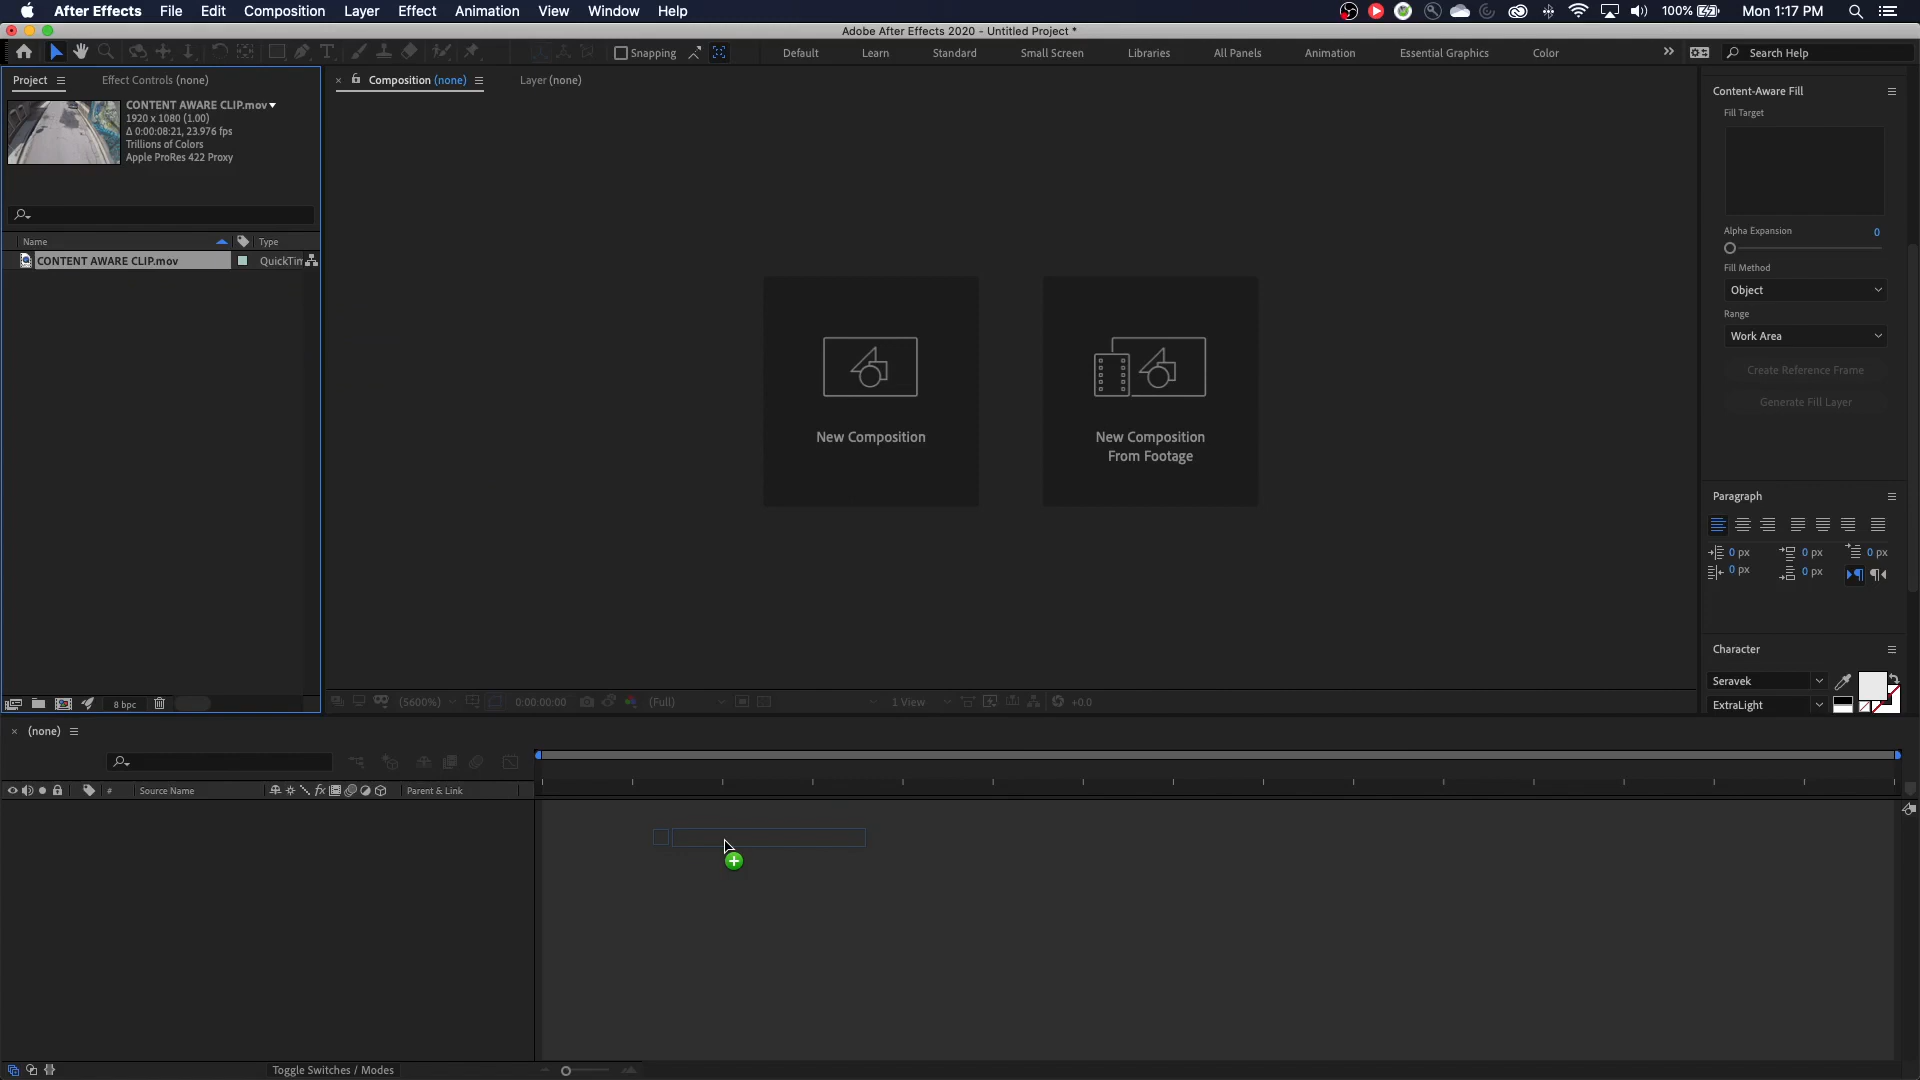 After Effects File Edit Composition Layer Effect Animation View Window Help 100% Mon 1:17 PM
Adobe After Effects 2020 - Untitled Project *
Snapping Default Learn Standard Small Screen Libraries All Panels Animation Essential Graphics Color Search Help
Project Effect Controls (none) Composition (none) Layer (none)
CONTENT AWARE CLIP.mov
1920 x 1080 (1.00)
Δ 0:00:08:21, 23.976 fps
Trillions of Colors
Apple ProRes 422 Proxy
Name Type
CONTENT AWARE CLIP.mov QuickTim
New Composition
New Composition
From Footage
Content-Aware Fill
Fill Target
Alpha Expansion 0
Fill Method
Object
Range
Work Area
Create Reference Frame
Generate Fill Layer
Paragraph
0 px 0 px 0 px
0 px 0 px
Character
Seravek
ExtraLight
8 bpc (5600%) 0:00:00:00 (Full) 1 View +0.0
(none)
# Source Name fx Parent & Link
Toggle Switches / Modes